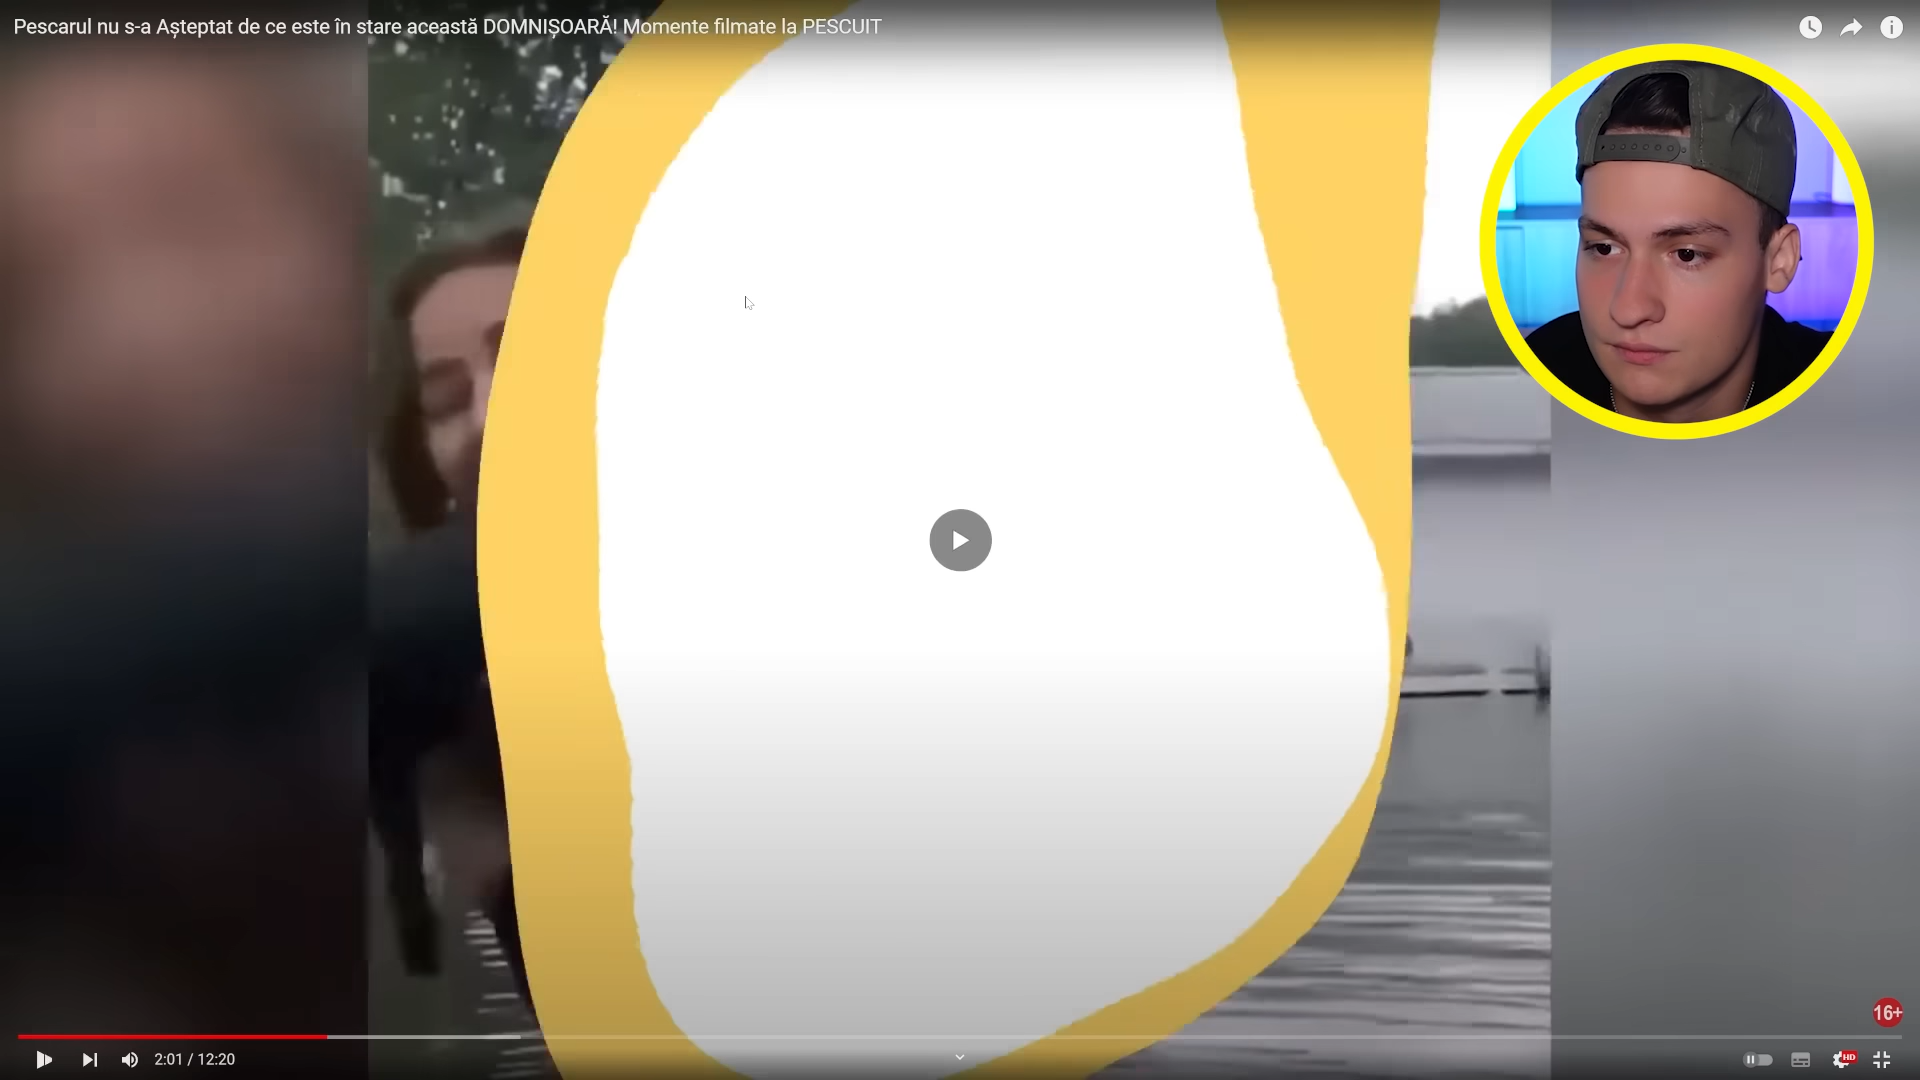 Pescarul nu s-a Așteptat de ce este în stare această DOMNIȘOARĂ! Momente filmate la PESCUIT
16+
2:01 / 12:20
HD